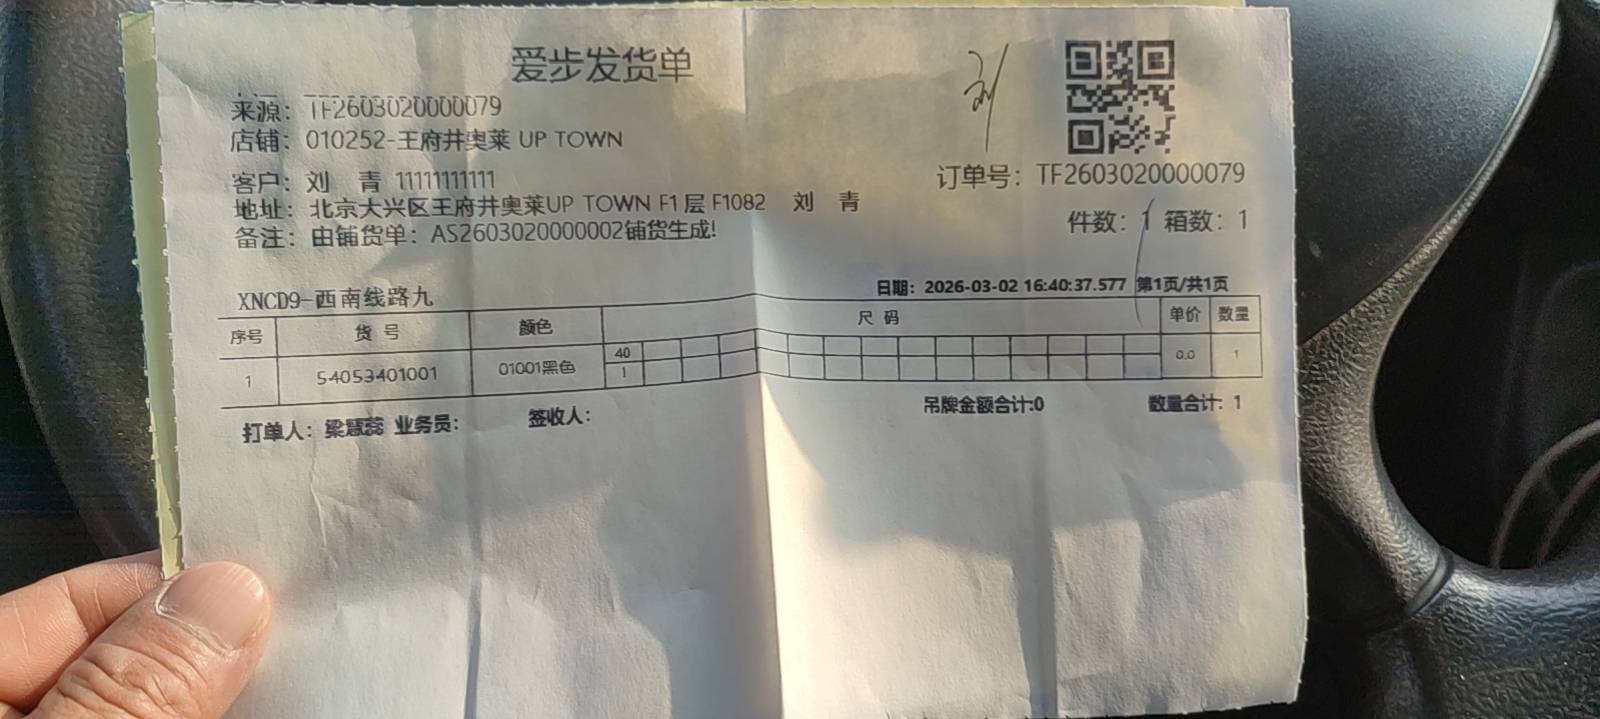 爱步发货单
刘
来源：TF2603020000079
店铺：010252-王府井奥莱 UP TOWN
客户：刘 青 11111111111
订单号：TF2603020000079
地址：北京大兴区王府井奥莱UP TOWN F1层 F1082 刘 青
件数：1 箱数：1
备注：由铺货单：AS2603020000002铺货生成!
XNCD9-西南线路九
日期：2026-03-02 16:40:37.577 第1页/共1页
序号 货号 颜色 尺码 单价 数量
40
1 54053401001 01001黑色 1 0.0 1
打单人：梁慧蕊 业务员： 签收人： 吊牌金额合计:0 数量合计: 1